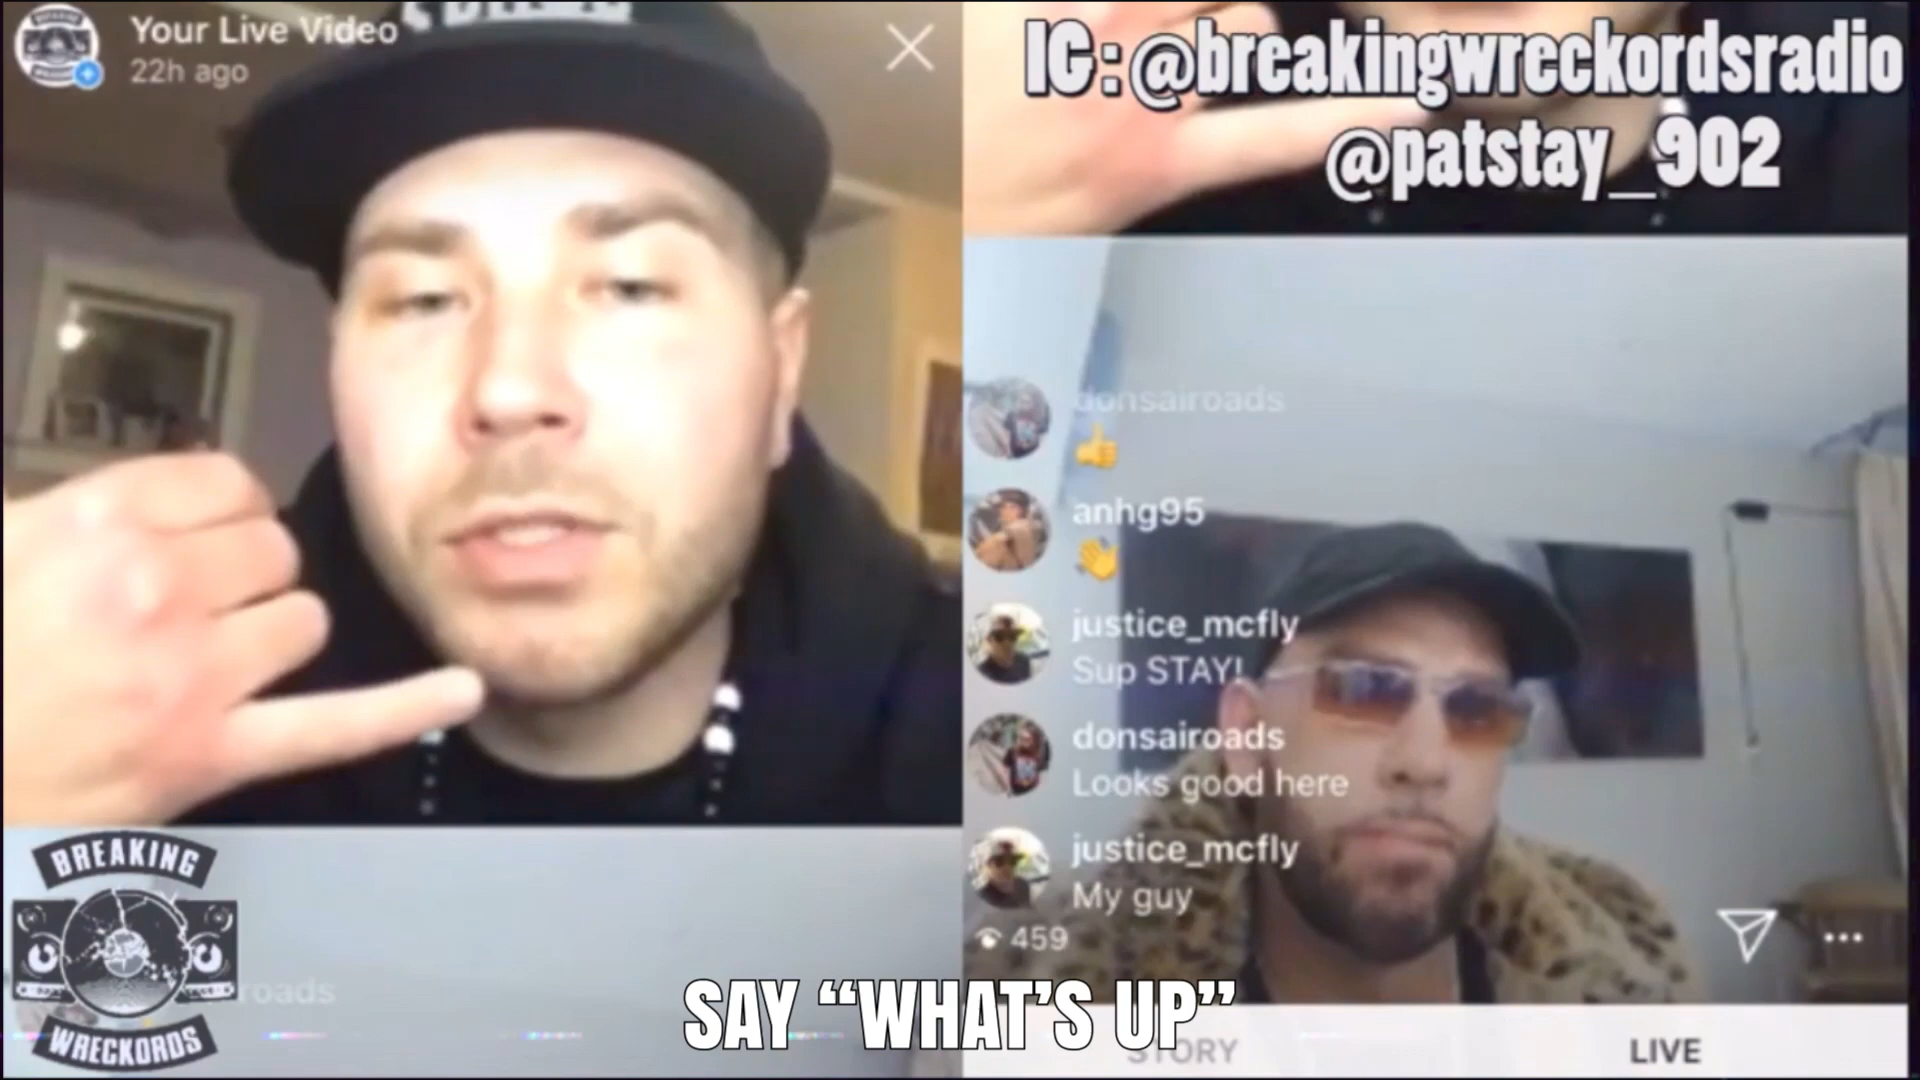 Your Live Video
22h ago
IG: @breakingwreckordsradio
@patstay_902
donsairoads
anhg95
justice_mcfly
Sup STAY!
donsairoads
Looks good here
justice_mcfly
My guy
459
BREAKING
WRECKORDS
roads
SAY “WHAT’S UP”
STORY
LIVE